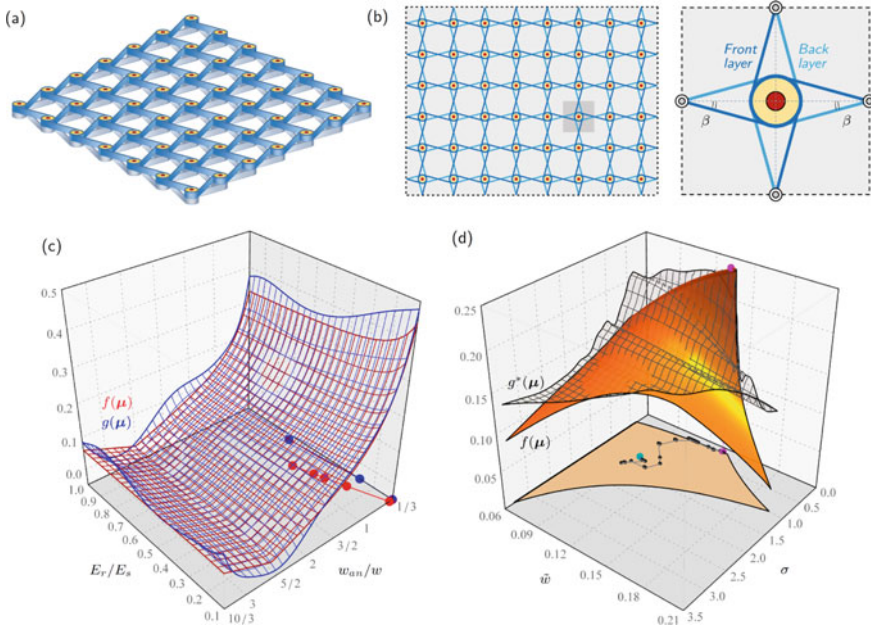 (a)
(b)
Front layer
Back layer
β
β
(c)
0.5
0.4
0.3
0.2
0.1
0.0
f(μ)
g(μ)
1.0
0.9
0.8
0.7
0.6
0.5
0.4
0.3
0.2
0.1
E_r/E_s
10/3
3
5/2
2
3/2
1
1/3
w_an/w
(d)
0.25
0.20
0.15
0.10
0.05
g*(μ)
f(μ)
0.06
0.09
0.12
0.15
0.18
0.21
w̃
3.5
3.0
2.5
2.0
1.5
1.0
0.5
0.0
σ